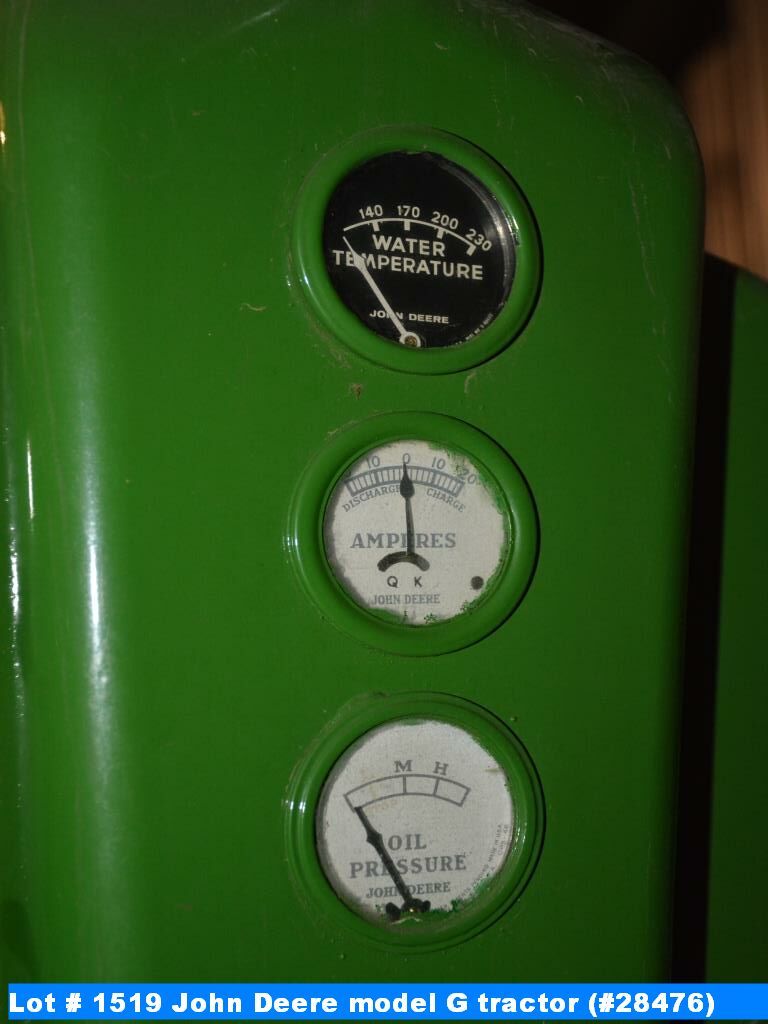 140 170 200 230
WATER
TEMPERATURE
JOHN DEERE
10 0 10 20
DISCHARGE CHARGE
AMPERES
Q K
JOHN DEERE
M H
OIL
PRESSURE
JOHN DEERE
Lot # 1519 John Deere model G tractor (#28476)